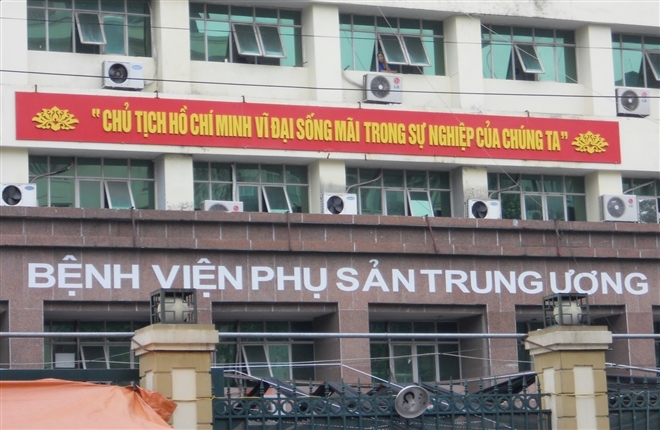 "CHỦ TỊCH HỒ CHÍ MINH VĨ ĐẠI SỐNG MÃI TRONG SỰ NGHIỆP CỦA CHÚNG TA"
BỆNH VIỆN PHỤ SẢN TRUNG ƯƠNG